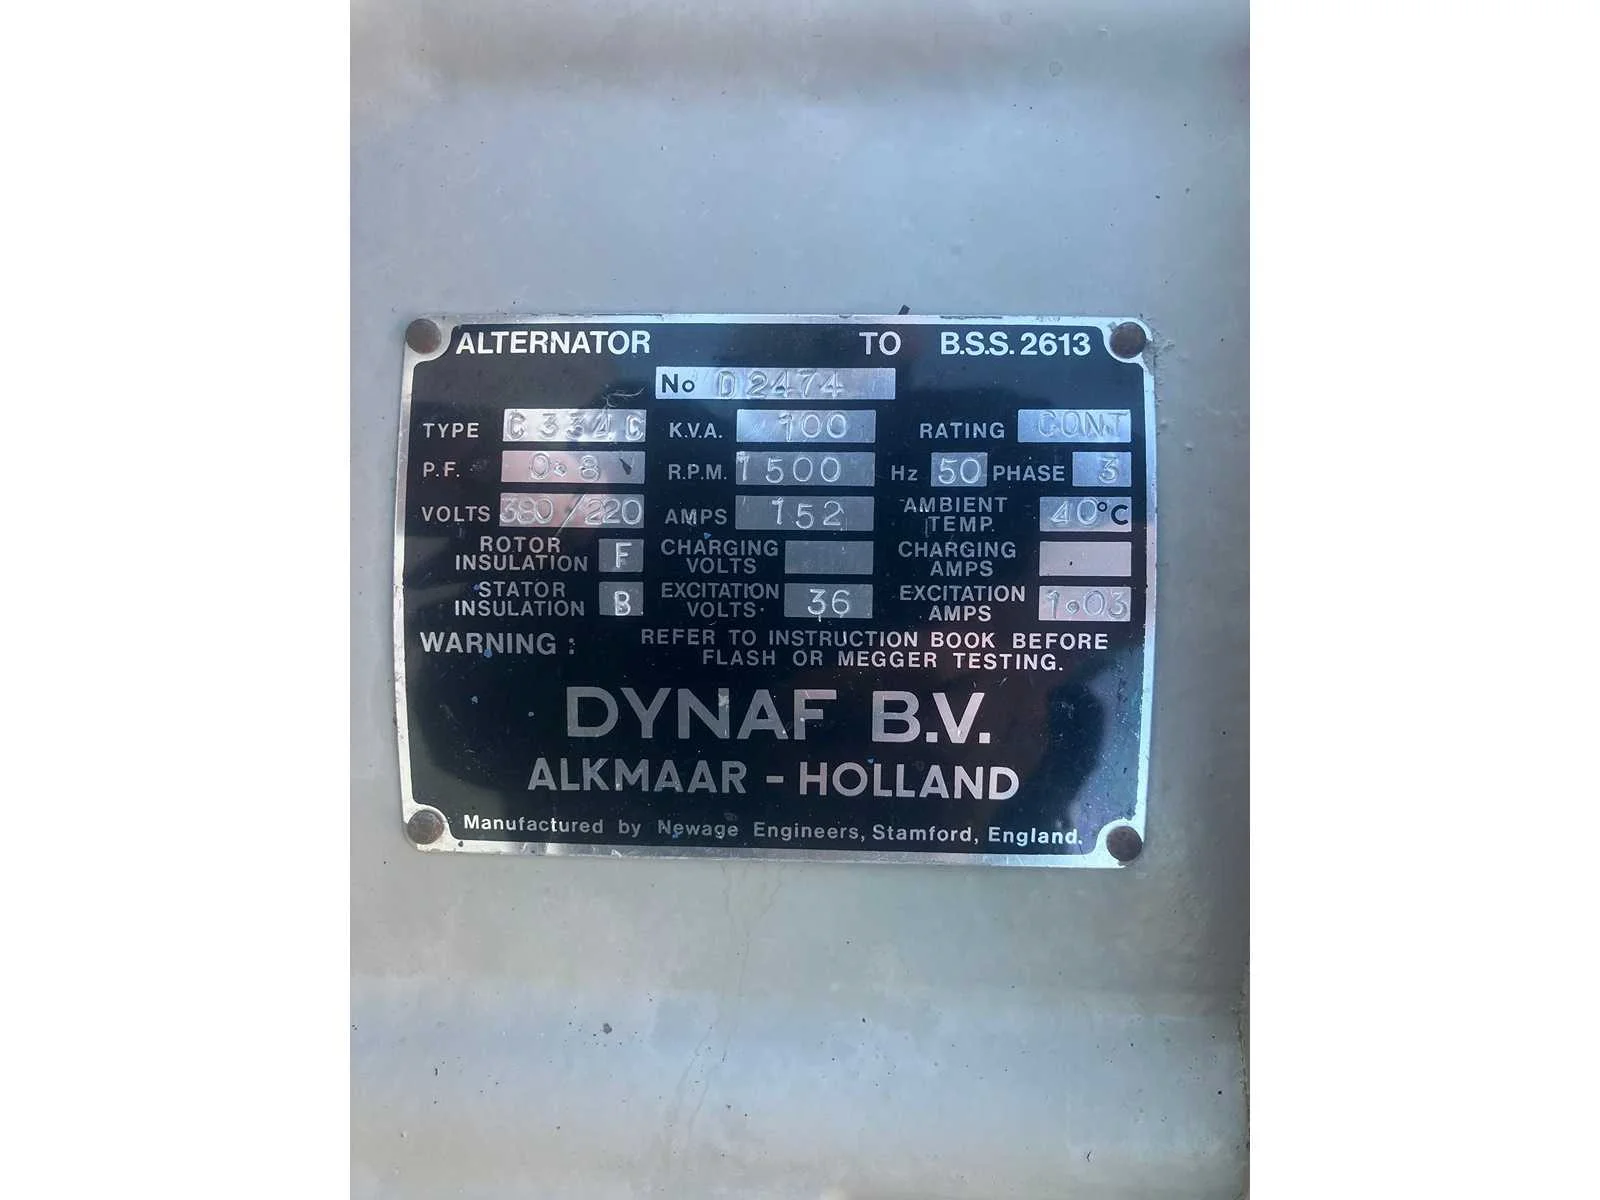 ALTERNATOR TO B.S.S. 2613
No D2474
TYPE C334C K.V.A. 100 RATING CONT
P.F. 0.8 R.P.M. 1500 Hz 50 PHASE 3
VOLTS 380/220 AMPS 152 AMBIENT TEMP. 40°C
ROTOR INSULATION F CHARGING VOLTS CHARGING AMPS
STATOR INSULATION B EXCITATION VOLTS 36 EXCITATION AMPS 1.03
WARNING: REFER TO INSTRUCTION BOOK BEFORE
FLASH OR MEGGER TESTING.
DYNAF B.V.
ALKMAAR - HOLLAND
Manufactured by Newage Engineers, Stamford, England.